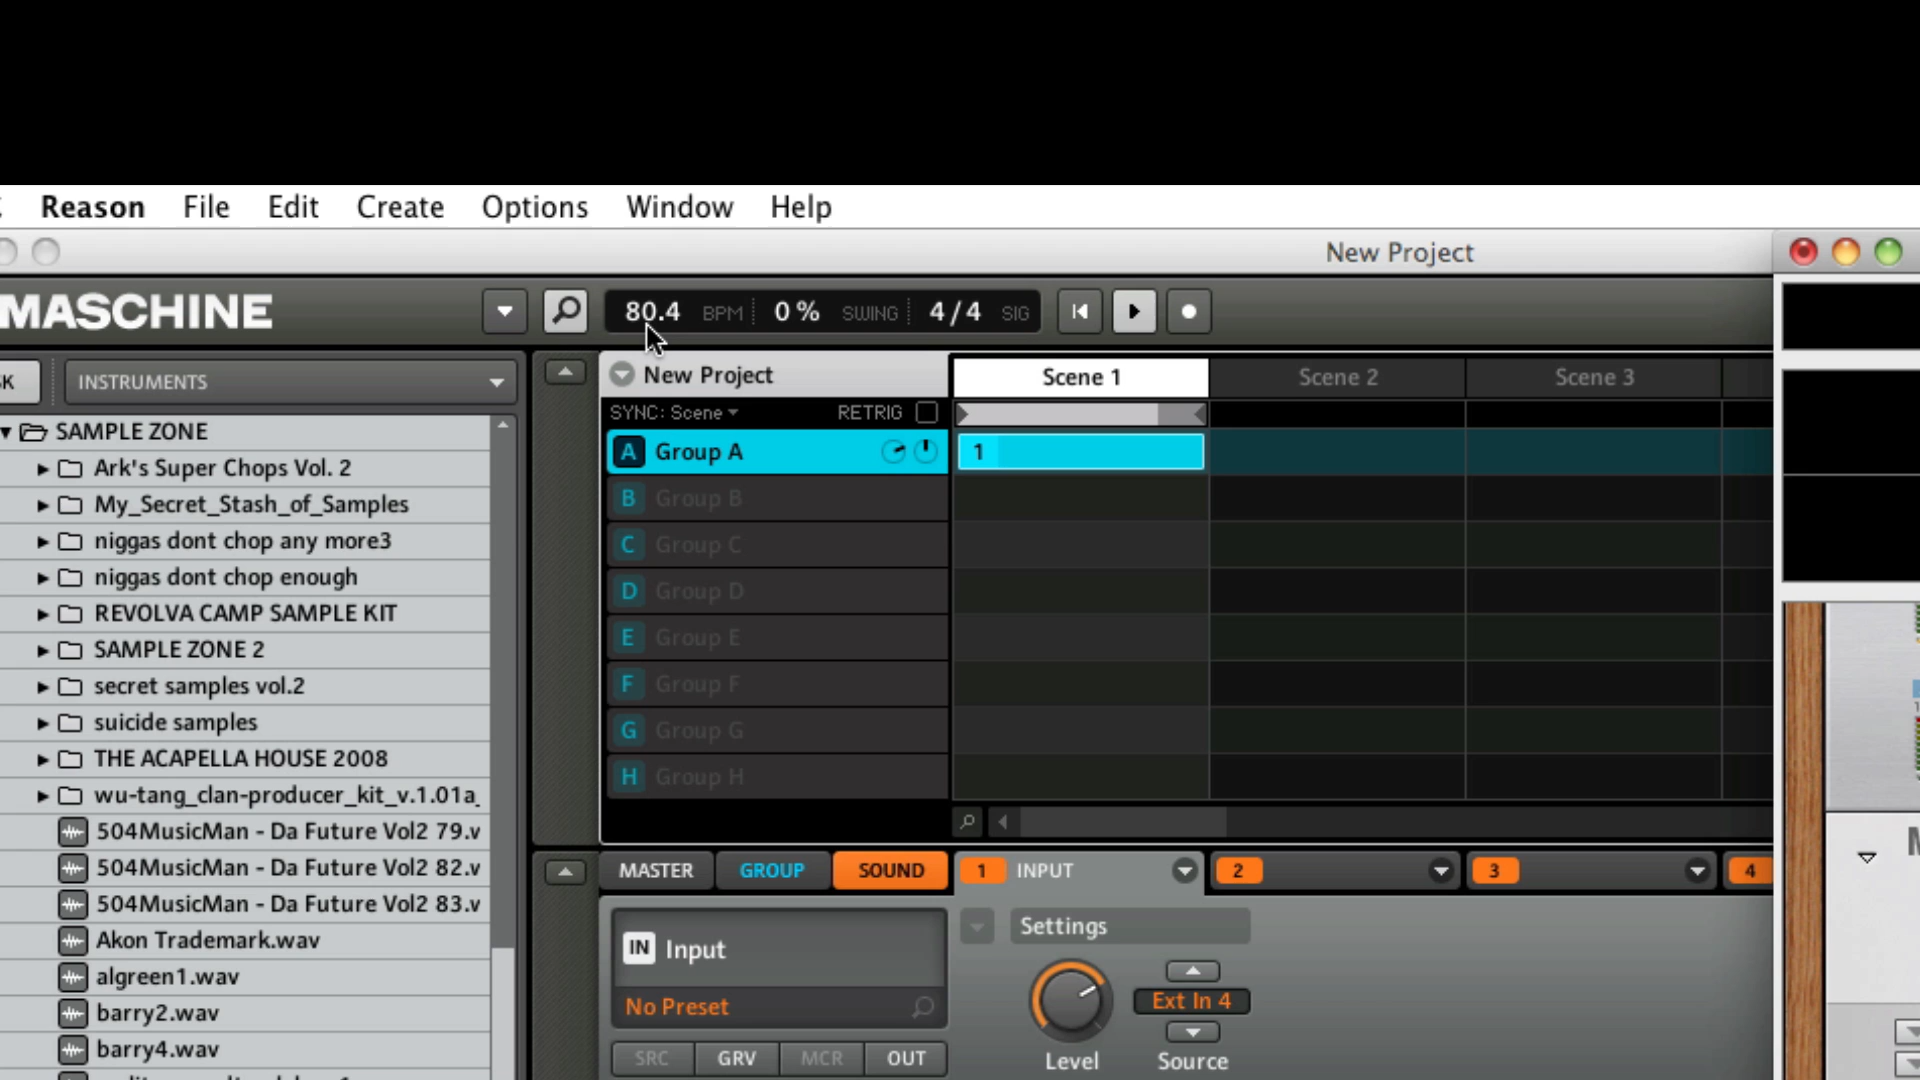 Reason File Edit Create Options Window Help
New Project
MASCHINE
80.4 BPM 0 % SWING 4 / 4 SIG
INSTRUMENTS
New Project
Scene 1 Scene 2 Scene 3
SYNC: Scene RETRIG
SAMPLE ZONE
A Group A 1
Ark's Super Chops Vol. 2
B Group B
My_Secret_Stash_of_Samples
C Group C
niggas dont chop any more3
niggas dont chop enough
D Group D
REVOLVA CAMP SAMPLE KIT
E Group E
SAMPLE ZONE 2
F Group F
secret samples vol.2
suicide samples
G Group G
THE ACAPELLA HOUSE 2008
H Group H
wu-tang_clan-producer_kit_v.1.01a_
504MusicMan - Da Future Vol2 79.v
504MusicMan - Da Future Vol2 82.v
504MusicMan - Da Future Vol2 83.v
Akon Trademark.wav
algreen1.wav
barry2.wav
barry4.wav
MASTER GROUP SOUND 1 INPUT 2 3 4
Settings
IN Input
No Preset
Ext In 4
SRC GRV MCR OUT
Level Source